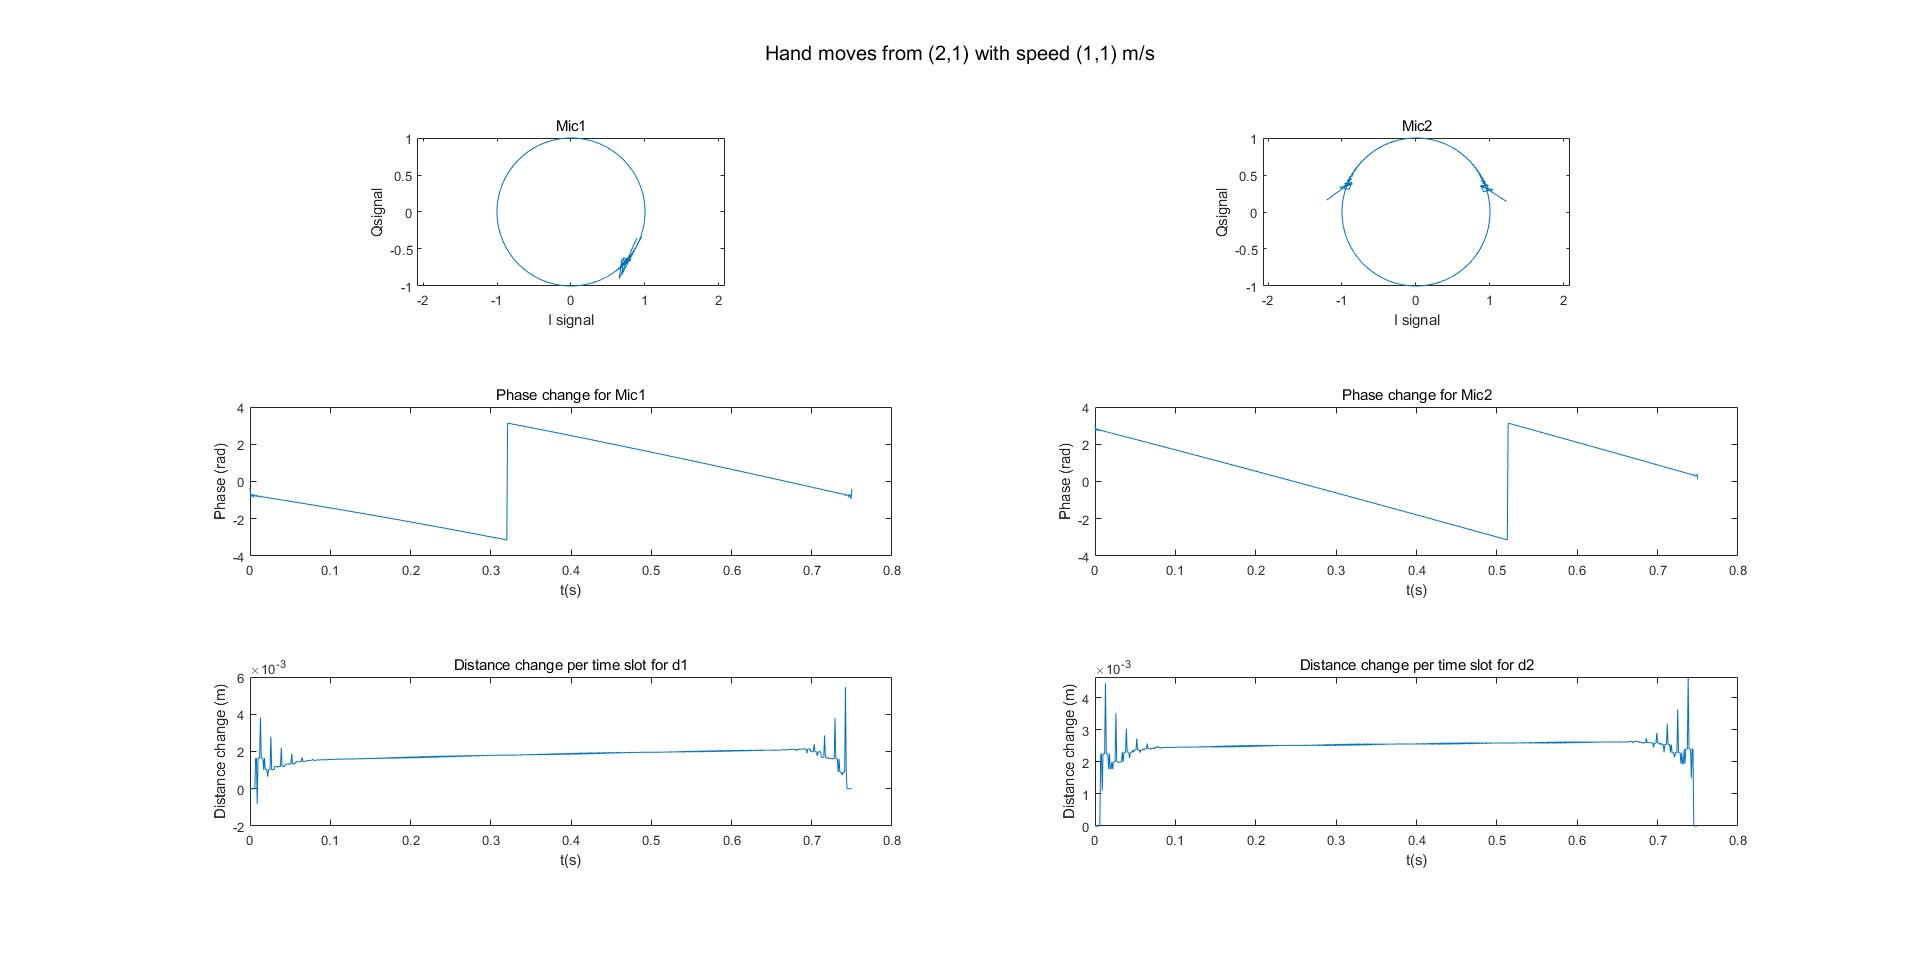 Hand moves from (2,1) with speed (1,1) m/s
Mic1
1
0.5
0
-0.5
-1
Qsignal
-2 -1 0 1 2
I signal
Mic2
1
0.5
0
-0.5
-1
Qsignal
-2 -1 0 1 2
I signal
Phase change for Mic1
4
2
0
-2
-4
Phase (rad)
0 0.1 0.2 0.3 0.4 0.5 0.6 0.7 0.8
t(s)
Phase change for Mic2
4
2
0
-2
-4
Phase (rad)
0 0.1 0.2 0.3 0.4 0.5 0.6 0.7 0.8
t(s)
Distance change per time slot for d1
×10-3
6
4
2
0
-2
Distance change (m)
0 0.1 0.2 0.3 0.4 0.5 0.6 0.7 0.8
t(s)
Distance change per time slot for d2
×10-3
4
3
2
1
0
Distance change (m)
0 0.1 0.2 0.3 0.4 0.5 0.6 0.7 0.8
t(s)